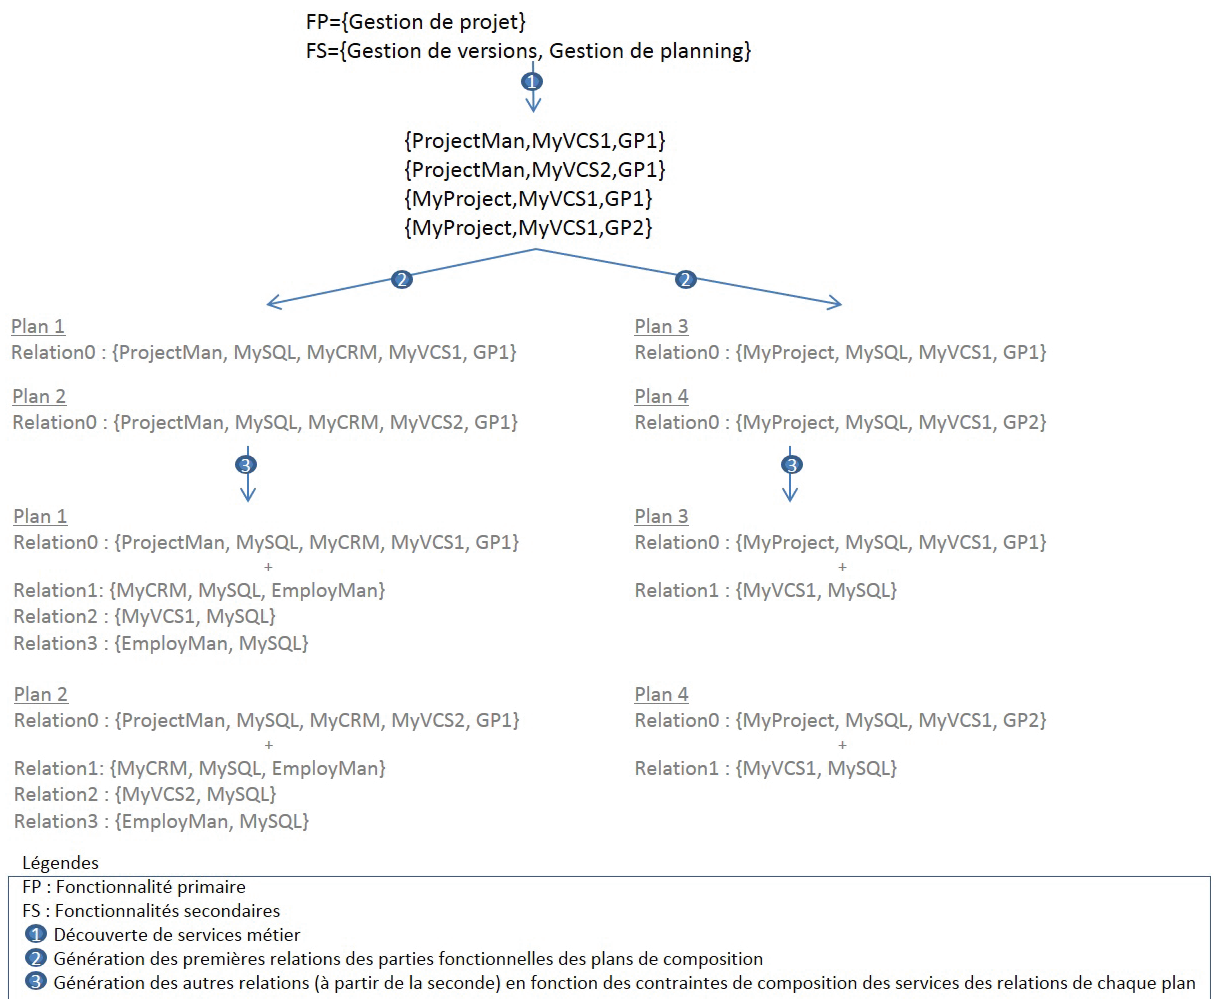 FP={Gestion de projet}
FS={Gestion de versions, Gestion de planning}
1
{ProjectMan,MyVCS1,GP1}
{ProjectMan,MyVCS2,GP1}
{MyProject,MyVCS1,GP1}
{MyProject,MyVCS1,GP2}
2
2
Plan 1
Relation0 : {ProjectMan, MySQL, MyCRM, MyVCS1, GP1}
Plan 2
Relation0 : {ProjectMan, MySQL, MyCRM, MyVCS2, GP1}
3
Plan 1
Relation0 : {ProjectMan, MySQL, MyCRM, MyVCS1, GP1}
+
Relation1: {MyCRM, MySQL, EmployMan}
Relation2 : {MyVCS1, MySQL}
Relation3 : {EmployMan, MySQL}
Plan 2
Relation0 : {ProjectMan, MySQL, MyCRM, MyVCS2, GP1}
+
Relation1: {MyCRM, MySQL, EmployMan}
Relation2 : {MyVCS2, MySQL}
Relation3 : {EmployMan, MySQL}
Plan 3
Relation0 : {MyProject, MySQL, MyVCS1, GP1}
Plan 4
Relation0 : {MyProject, MySQL, MyVCS1, GP2}
3
Plan 3
Relation0 : {MyProject, MySQL, MyVCS1, GP1}
+
Relation1 : {MyVCS1, MySQL}
Plan 4
Relation0 : {MyProject, MySQL, MyVCS1, GP2}
+
Relation1 : {MyVCS1, MySQL}
Légendes
FP : Fonctionnalité primaire
FS : Fonctionnalités secondaires
1 Découverte de services métier
2 Génération des premières relations des parties fonctionnelles des plans de composition
3 Génération des autres relations (à partir de la seconde) en fonction des contraintes de composition des services des relations de chaque plan